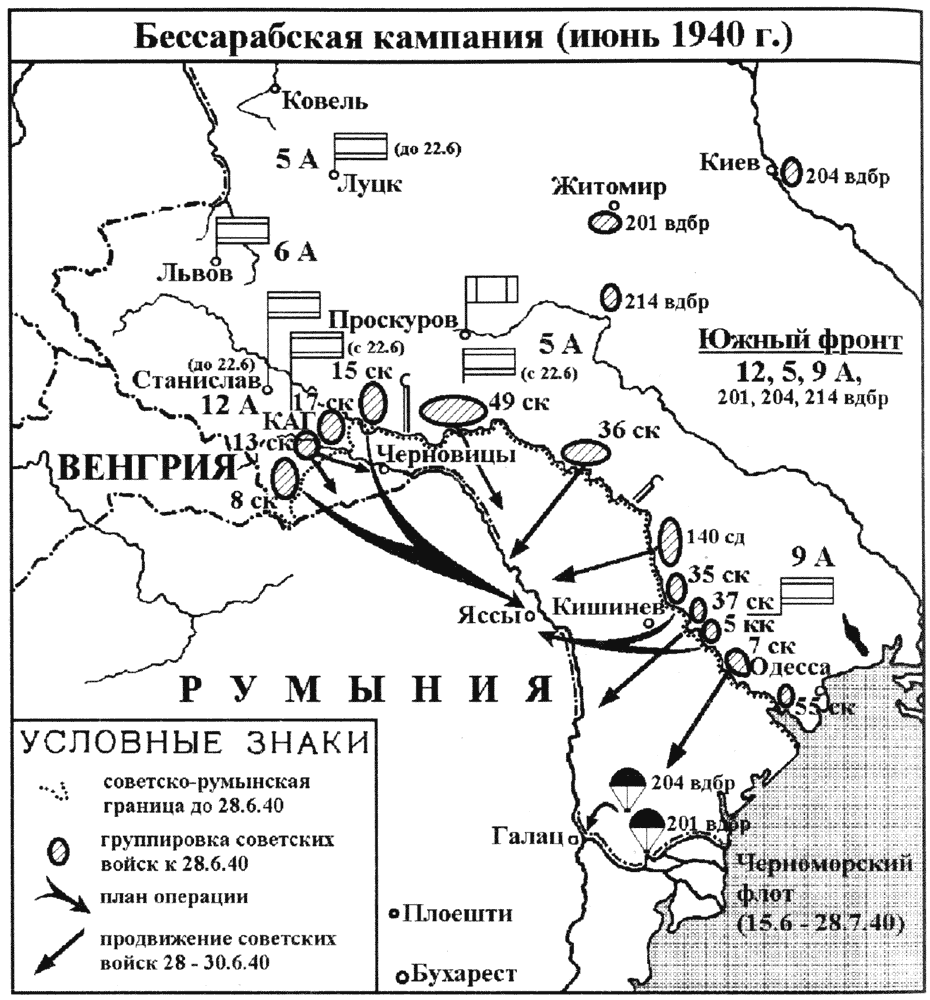 Бессарабская кампания (июнь 1940 г.)
Ковель
5 А
(до 22.6)
Луцк
Киев
204 вдбр
Житомир
201 вдбр
6 А
Львов
214 вдбр
Проскуров
(с 22.6)
5 А
(с 22.6)
Южный фронт
12, 5, 9 А,
201, 204, 214 вдбр
(до 22.6)
Станислав
12 А
15 ск
17 ск
49 ск
36 ск
КАГ
13 ск
Черновицы
ВЕНГРИЯ
8 ск
140 сд
9 А
35 ск
37 ск
5 кк
7 ск
Яссы
Кишинев
Одесса
55 ск
РУМЫНИЯ
204 вдбр
201 вдбр
Галац
Черноморский
флот
(15.6 - 28.7.40)
Плоешти
Бухарест
УСЛОВНЫЕ ЗНАКИ
советско-румынская
граница до 28.6.40
группировка советских
войск к 28.6.40
план операции
продвижение советских
войск 28 - 30.6.40